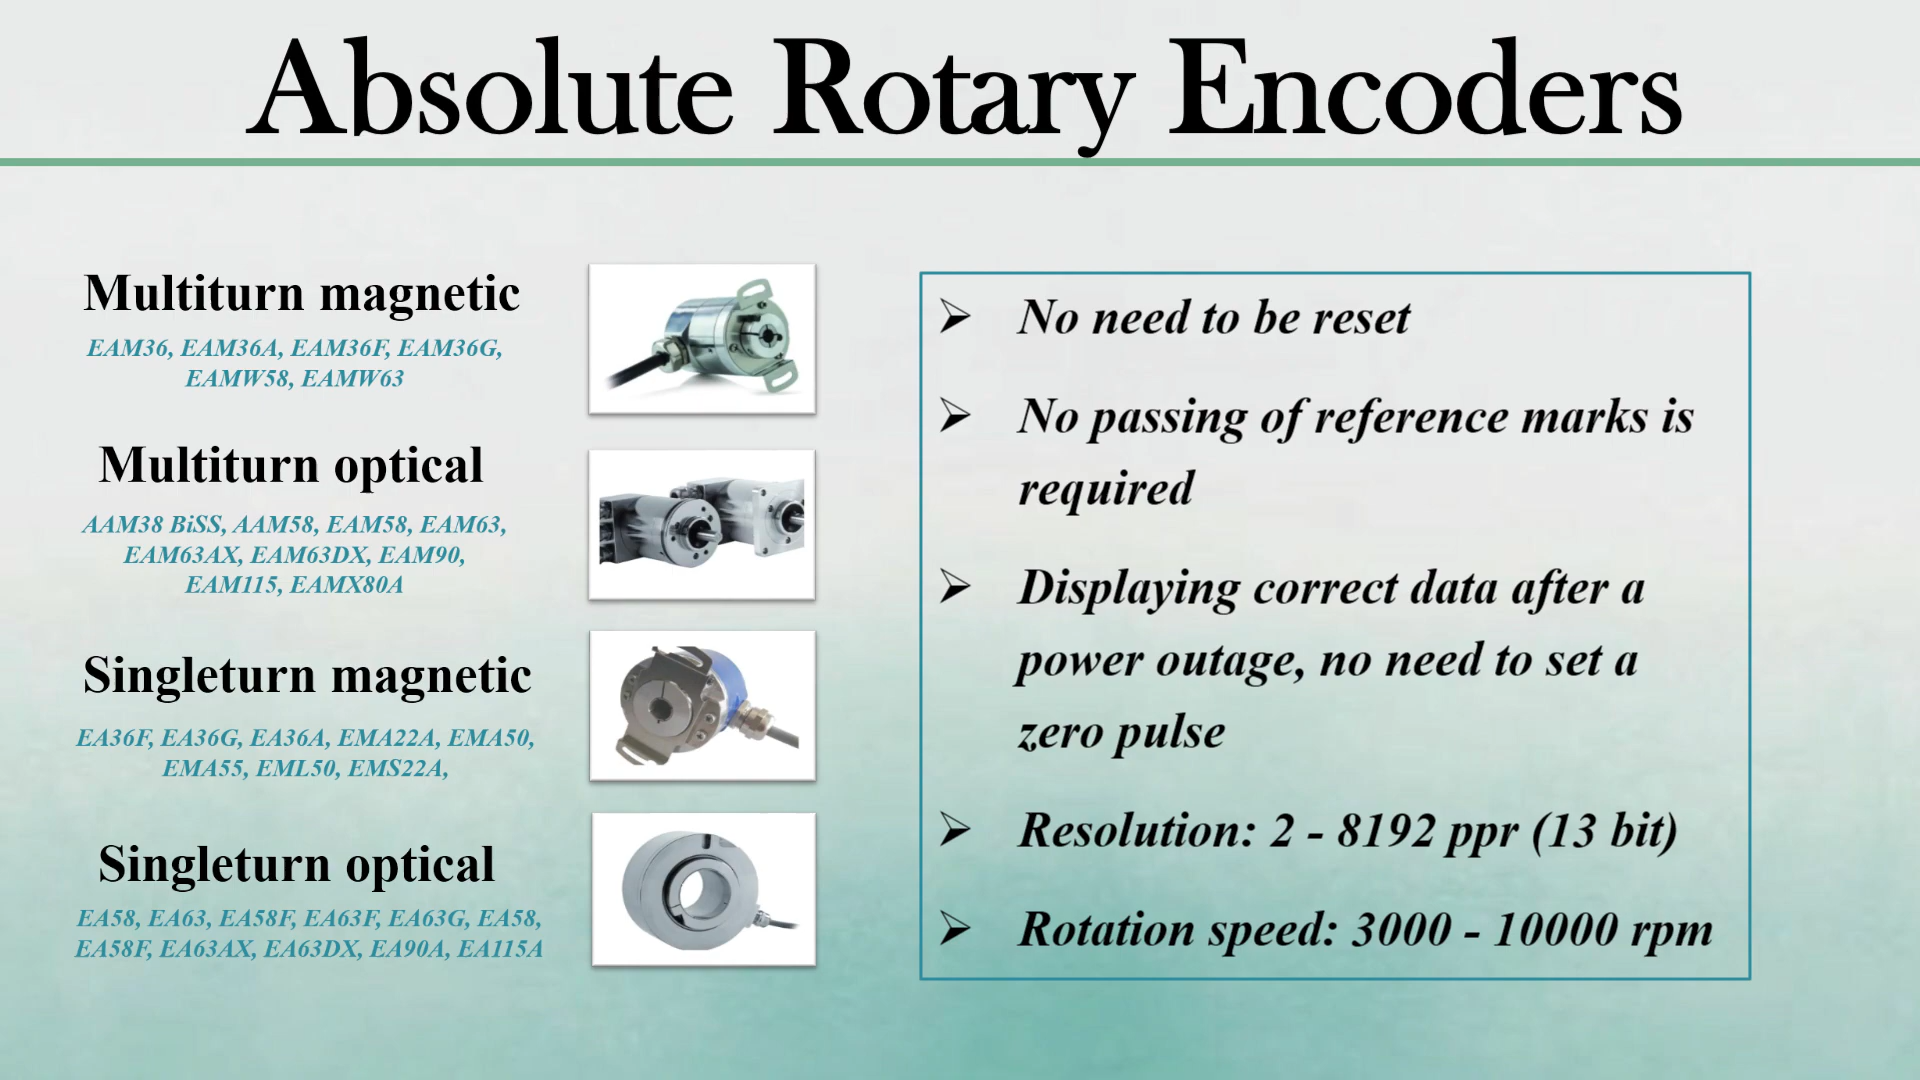 Absolute Rotary Encoders
Multiturn magnetic
EAM36, EAM36A, EAM36F, EAM36G,
EAMW58, EAMW63
Multiturn optical
AAM38 BiSS, AAM58, EAM58, EAM63,
EAM63AX, EAM63DX, EAM90,
EAM115, EAMX80A
Singleturn magnetic
EA36F, EA36G, EA36A, EMA22A, EMA50,
EMA55, EML50, EMS22A,
Singleturn optical
EA58, EA63, EA58F, EA63F, EA63G, EA58,
EA58F, EA63AX, EA63DX, EA90A, EA115A
➢ No need to be reset
➢ No passing of reference marks is
required
➢ Displaying correct data after a
power outage, no need to set a
zero pulse
➢ Resolution: 2 - 8192 ppr (13 bit)
➢ Rotation speed: 3000 - 10000 rpm